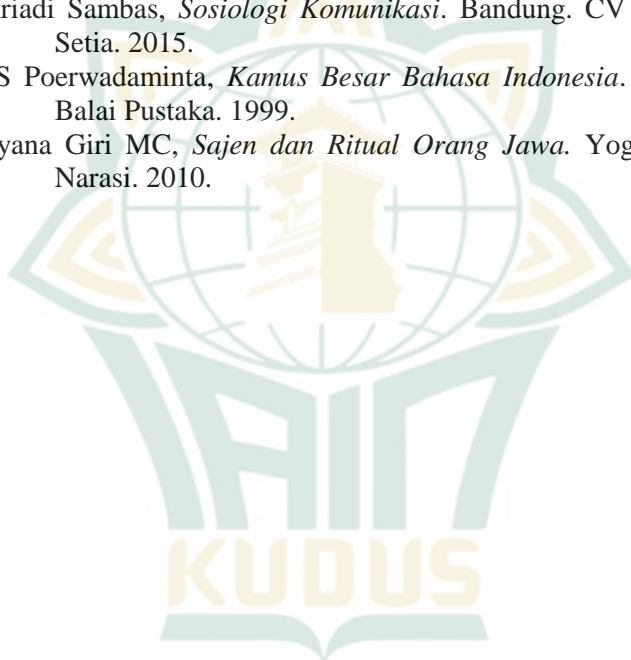 riadi Sambas, Sosiologi Komunikasi. Bandung. CV
Setia. 2015.
S Poerwadaminta, Kamus Besar Bahasa Indonesia.
Balai Pustaka. 1999.
yana Giri MC, Sajen dan Ritual Orang Jawa. Yog
Narasi. 2010.
IAIN
KUDUS